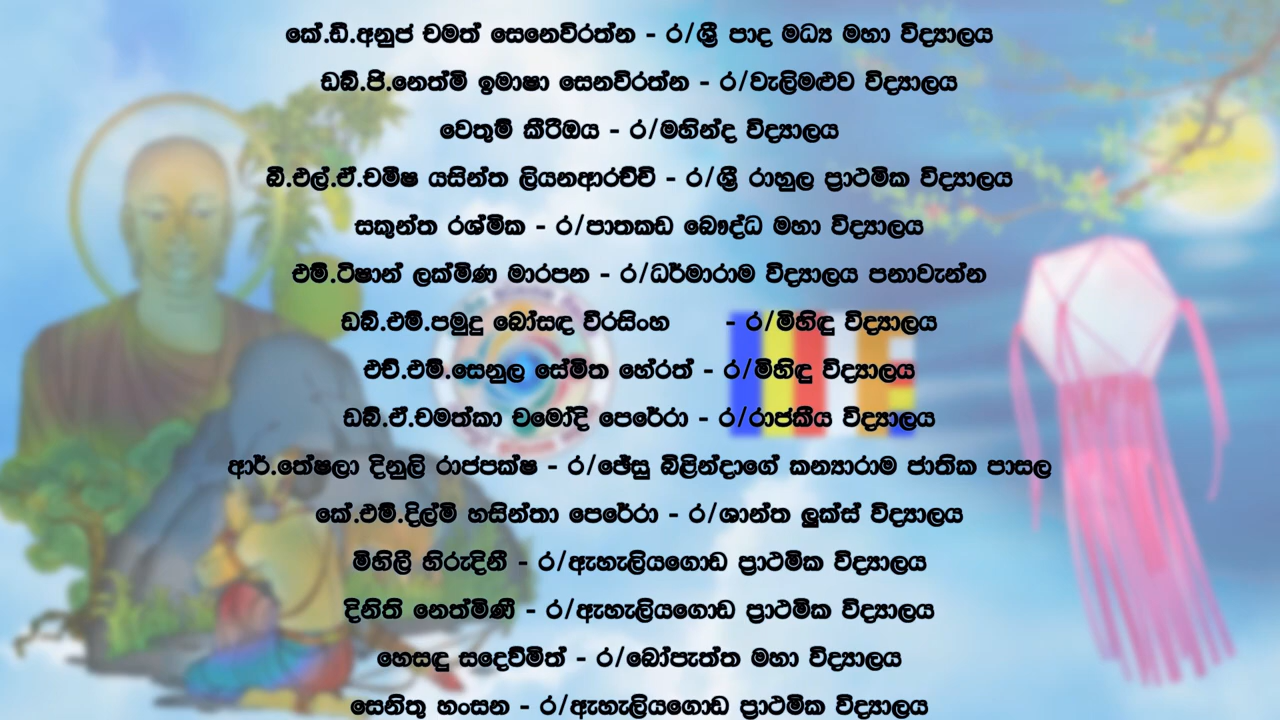 කේ.ඩී.අනුජ චමත් සෙනෙවිරත්න - ර/ශ්‍රී පාද මධ්‍ය මහා විද්‍යාලය
ඩබ්.ජී.නෙත්මි ඉමාෂා සෙනවිරත්න - ර/වැලිමළුව විද්‍යාලය
වෙනුම් කිරිඔය - ර/මහින්ද විද්‍යාලය
බී.එල්.ඒ.චමිෂ යසින්ත ලියනආරච්චි - ර/ශ්‍රී රාහුල ප්‍රාථමික විද්‍යාලය
සකුන්ත රශ්මික - ර/පාතකඩ බෞද්ධ මහා විද්‍යාලය
එම්.ටිෂාන් ලක්මිණ මාරපන - ර/ධර්මාරාම විද්‍යාලය පනාවැන්න
ඩබ්.එම්.පමුදු බෝසඳ වීරසිංහ - ර/මිහිඳු විද්‍යාලය
එච්.එම්.සෙනුල සේමිත හේරත් - ර/මිහිඳු විද්‍යාලය
ඩබ්.ඒ.චමත්කා චමෝදි පෙරේරා - ර/රාජකීය විද්‍යාලය
ආර්.තේෂලා දිනුලි රාජපක්ෂ - ර/ජේසු බිළින්දාගේ කන්‍යාරාම ජාතික පාසල
කේ.එම්.දිල්මි හසින්තා පෙරේරා - ර/ශාන්ත ලූක්ස් විද්‍යාලය
මිහිලි හිරුදිනී - ර/ඇහැලියගොඩ ප්‍රාථමික විද්‍යාලය
දිනිති නෙත්මිණී - ර/ඇහැලියගොඩ ප්‍රාථමික විද්‍යාලය
හෙසඳු සදෙව්මිත් - ර/බෝපැත්ත මහා විද්‍යාලය
සෙනිතු හංසන - ර/ඇහැලියගොඩ ප්‍රාථමික විද්‍යාලය